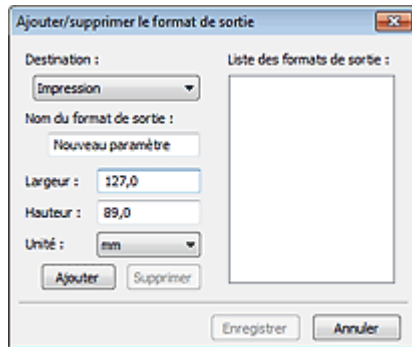 Ajouter/supprimer le format de sortie
Destination :
Impression
Nom du format de sortie :
Nouveau paramètre
Largeur : 127,0
Hauteur : 89,0
Unité : mm
Ajouter Supprimer
Liste des formats de sortie :
Enregistrer Annuler